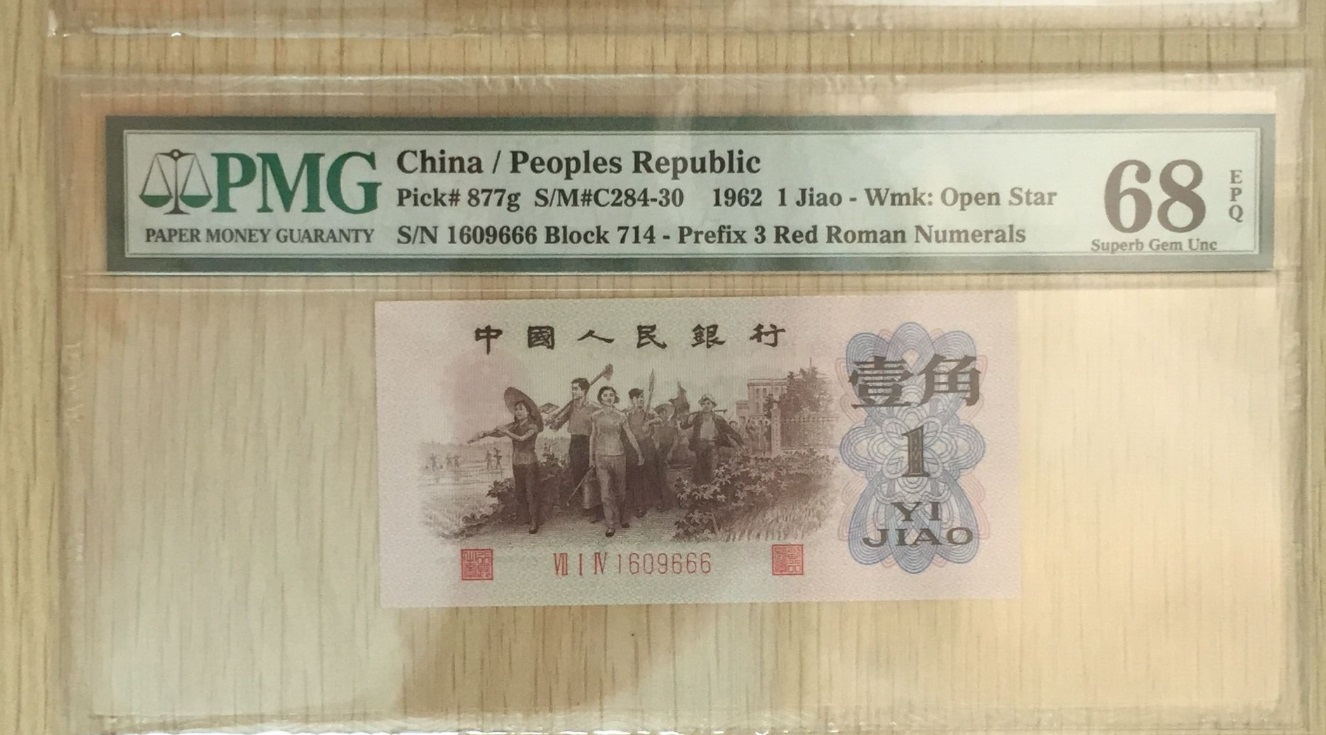 PMG
PAPER MONEY GUARANTY
China / Peoples Republic
Pick# 877g S/M#C284-30 1962 1 Jiao - Wmk: Open Star
S/N 1609666 Block 714 - Prefix 3 Red Roman Numerals
68
EPQ
Superb Gem Unc
中國人民銀行
壹角
1
YI
JIAO
Ⅶ Ⅰ Ⅳ 1609666